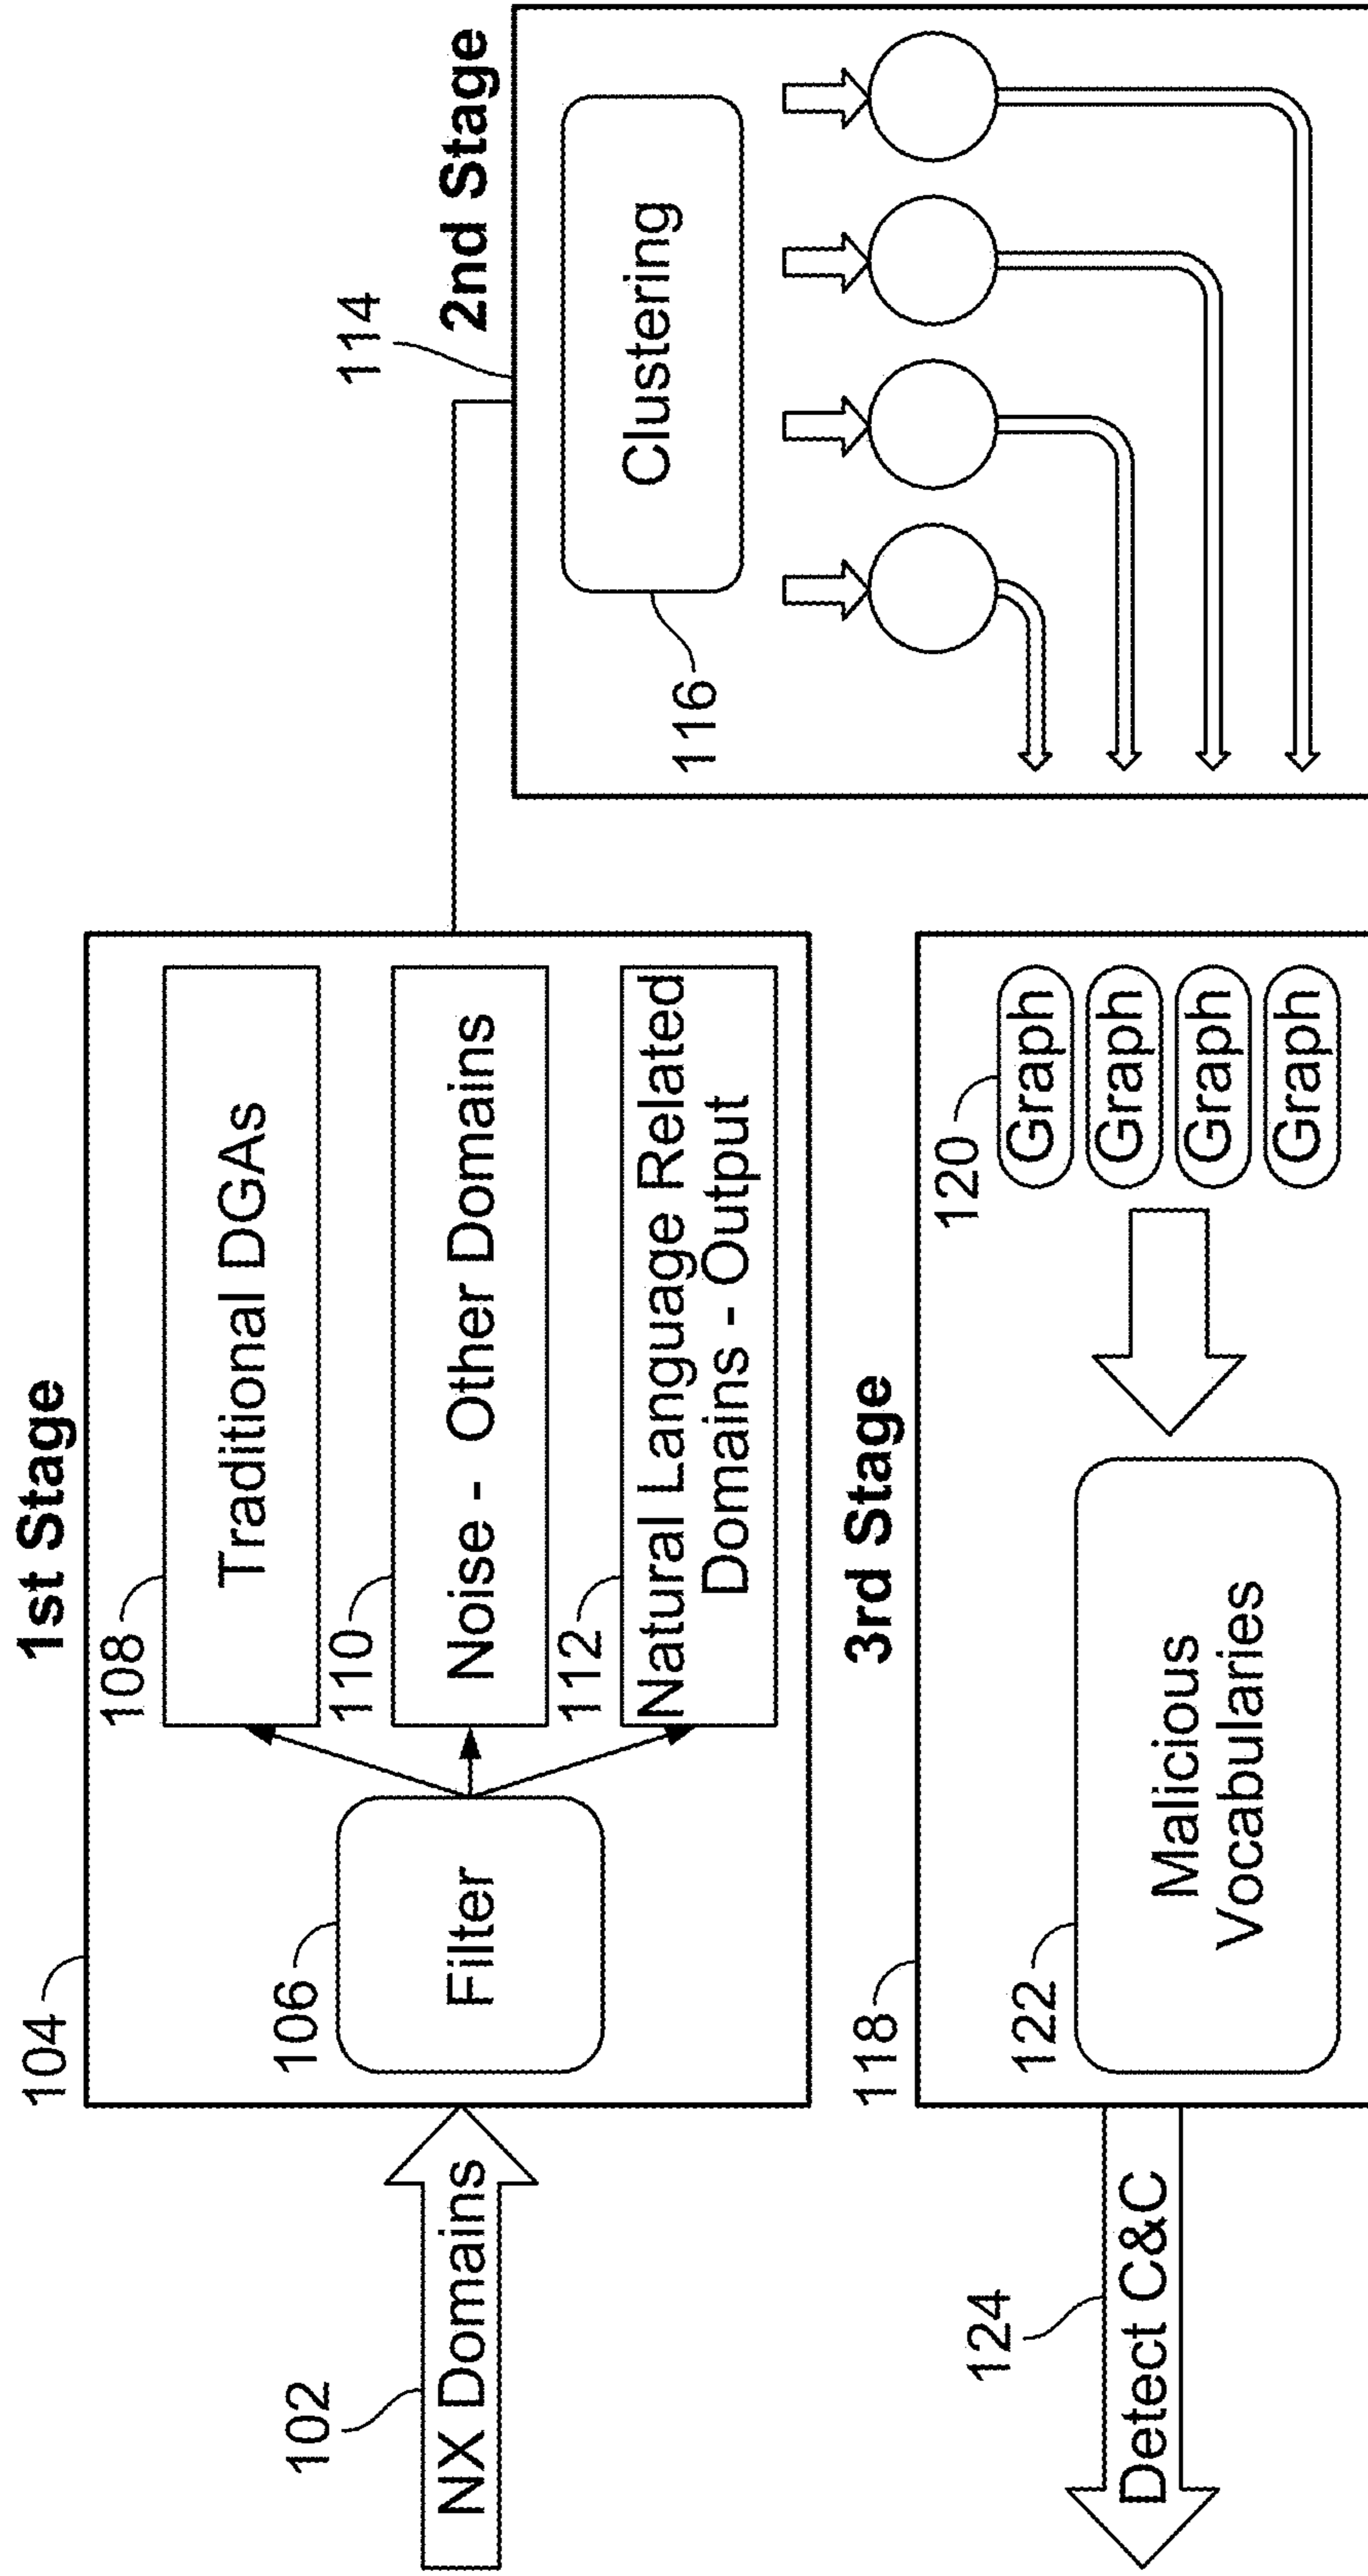 1st Stage
104
102
NX Domains
106
Filter
108
Traditional DGAs
110
Noise - Other Domains
112
Natural Language Related
Domains - Output
114
2nd Stage
116
Clustering
3rd Stage
118
120
Graph
Graph
Graph
Graph
122
Malicious
Vocabularies
124
Detect C&C